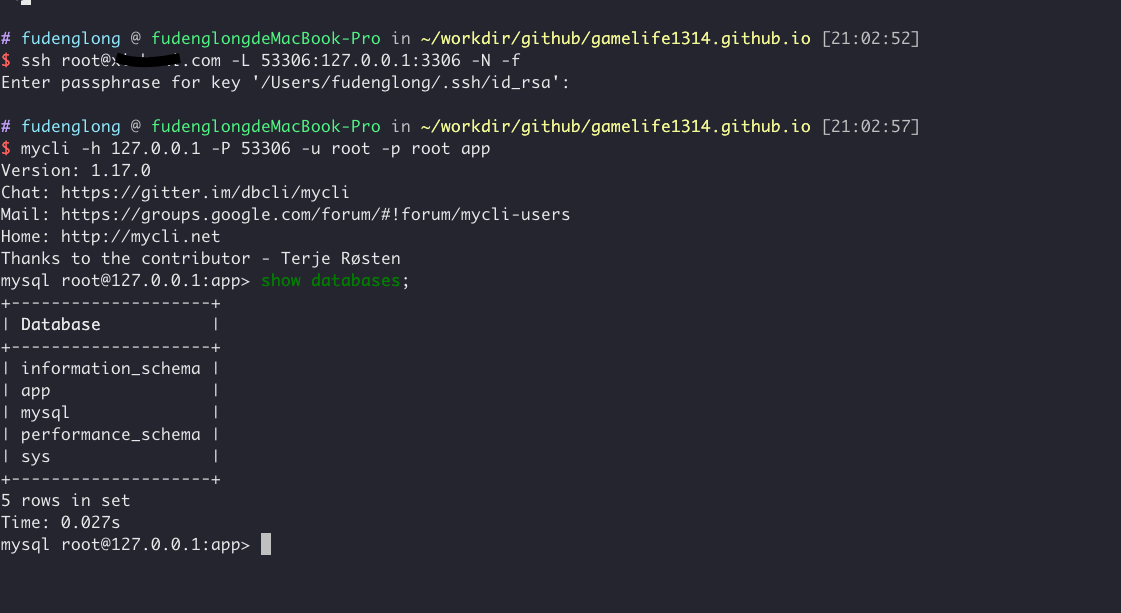 # fudenglong @ fudenglongdeMacBook-Pro in ~/workdir/github/gamelife1314.github.io [21:02:52]
$ ssh root@ .com -L 53306:127.0.0.1:3306 -N -f
Enter passphrase for key '/Users/fudenglong/.ssh/id_rsa':
# fudenglong @ fudenglongdeMacBook-Pro in ~/workdir/github/gamelife1314.github.io [21:02:57]
$ mycli -h 127.0.0.1 -P 53306 -u root -p root app
Version: 1.17.0
Chat: https://gitter.im/dbcli/mycli
Mail: https://groups.google.com/forum/#!forum/mycli-users
Home: http://mycli.net
Thanks to the contributor - Terje Røsten
mysql root@127.0.0.1:app> show databases;
+--------------------+
| Database           |
+--------------------+
| information_schema |
| app                |
| mysql              |
| performance_schema |
| sys                |
+--------------------+
5 rows in set
Time: 0.027s
mysql root@127.0.0.1:app>